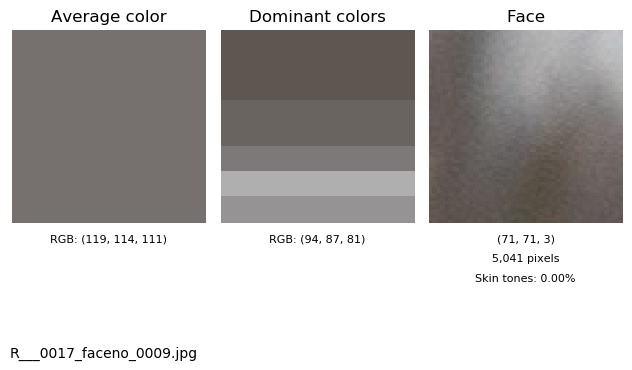 Average color
Dominant colors
Face
RGB: (119, 114, 111)
RGB: (94, 87, 81)
(71, 71, 3)
5,041 pixels
Skin tones: 0.00%
R___0017_faceno_0009.jpg